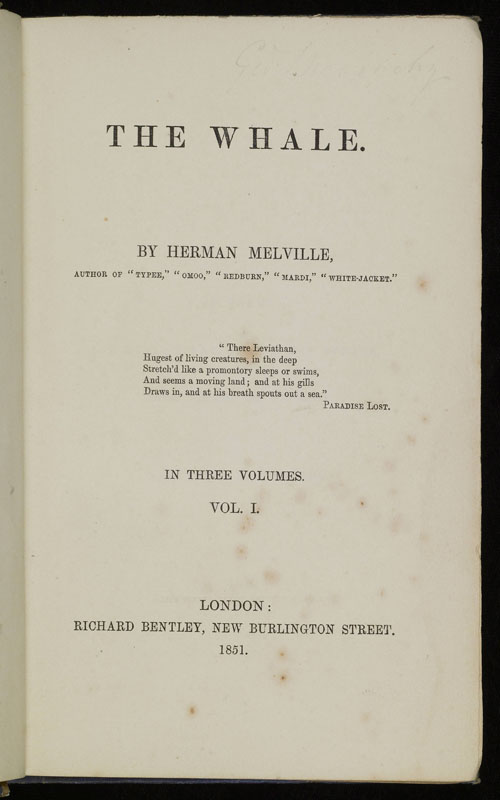 THE WHALE.
BY HERMAN MELVILLE,
AUTHOR OF "TYPEE," "OMOO," "REDBURN," "MARDI," "WHITE-JACKET."
"There Leviathan,
Hugest of living creatures, in the deep
Stretch'd like a promontory sleeps or swims,
And seems a moving land; and at his gills
Draws in, and at his breath spouts out a sea."
PARADISE LOST.
IN THREE VOLUMES.
VOL. I.
LONDON:
RICHARD BENTLEY, NEW BURLINGTON STREET.
1851.